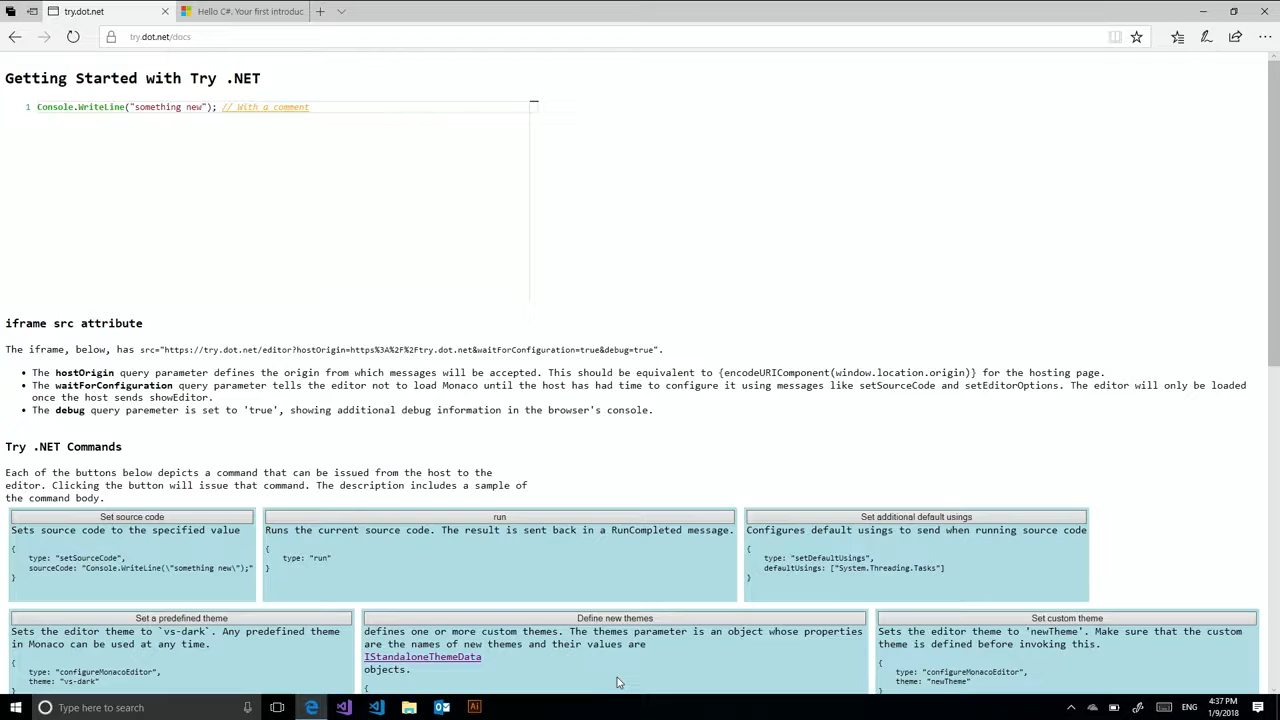 try.dot.net
Hello C#. Your first introduc
try.dot.net/docs
Getting Started with Try .NET
1 Console.WriteLine("something new"); // With a comment
iframe src attribute
The iframe, below, has src="https://try.dot.net/editor?hostOrigin=https%3A%2F%2Ftry.dot.net&waitForConfiguration=true&debug=true".
• The hostOrigin query parameter defines the origin from which messages will be accepted. This should be equivalent to {encodeURIComponent(window.location.origin)} for the hosting page.
• The waitForConfiguration query parameter tells the editor not to load Monaco until the host has had time to configure it using messages like setSourceCode and setEditorOptions. The editor will only be loaded
once the host sends showEditor.
• The debug query paremeter is set to 'true', showing additional debug information in the browser's console.
Try .NET Commands
Each of the buttons below depicts a command that can be issued from the host to the
editor. Clicking the button will issue that command. The description includes a sample of
the command body.
Set source code
Sets source code to the specified value
{
type: "setSourceCode",
sourceCode: "Console.WriteLine(\"something new\");"
}
run
Runs the current source code. The result is sent back in a RunCompleted message.
{
type: "run"
}
Set additional default usings
Configures default usings to send when running source code
{
type: "setDefaultUsings",
defaultUsings: ["System.Threading.Tasks"]
}
Set a predefined theme
Sets the editor theme to `vs-dark`. Any predefined theme
in Monaco can be used at any time.
{
type: "configureMonacoEditor",
theme: "vs-dark"
Define new themes
defines one or more custom themes. The themes parameter is an object whose properties
are the names of new themes and their values are
IStandaloneThemeData
objects.
{
Set custom theme
Sets the editor theme to 'newTheme'. Make sure that the custom
theme is defined before invoking this.
{
type: "configureMonacoEditor",
theme: "newTheme"
Type here to search
Ai
ENG
4:37 PM
1/9/2018